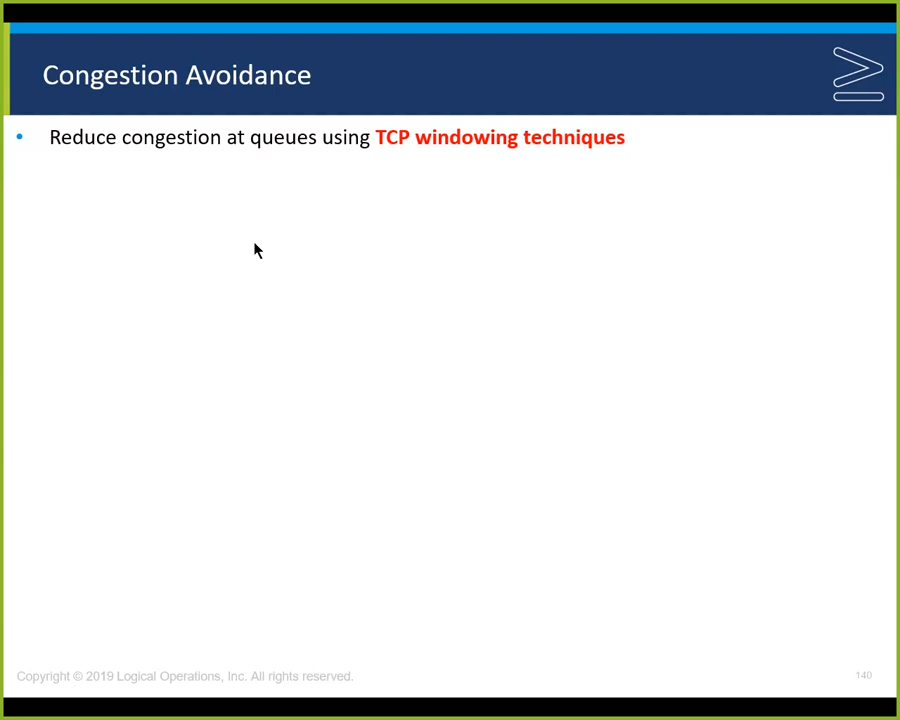 Congestion Avoidance
• Reduce congestion at queues using TCP windowing techniques
Copyright © 2019 Logical Operations, Inc. All rights reserved.
140